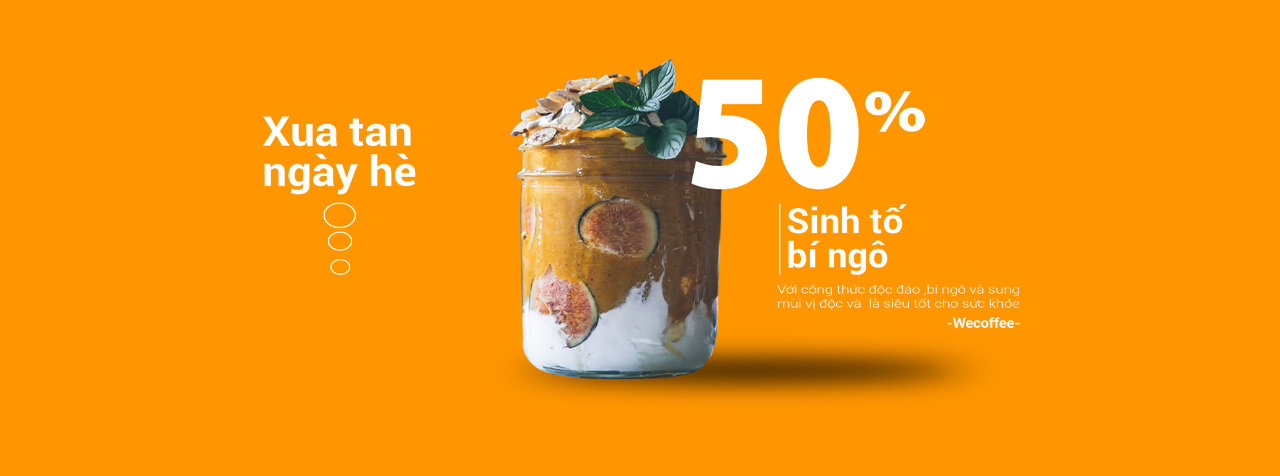 Xua tan
ngày hè
50%
Sinh tố
bí ngô
Với công thức độc đáo ,bí ngô và sung
mùi vị độc và là siêu tốt cho sức khỏe
-Wecoffee-